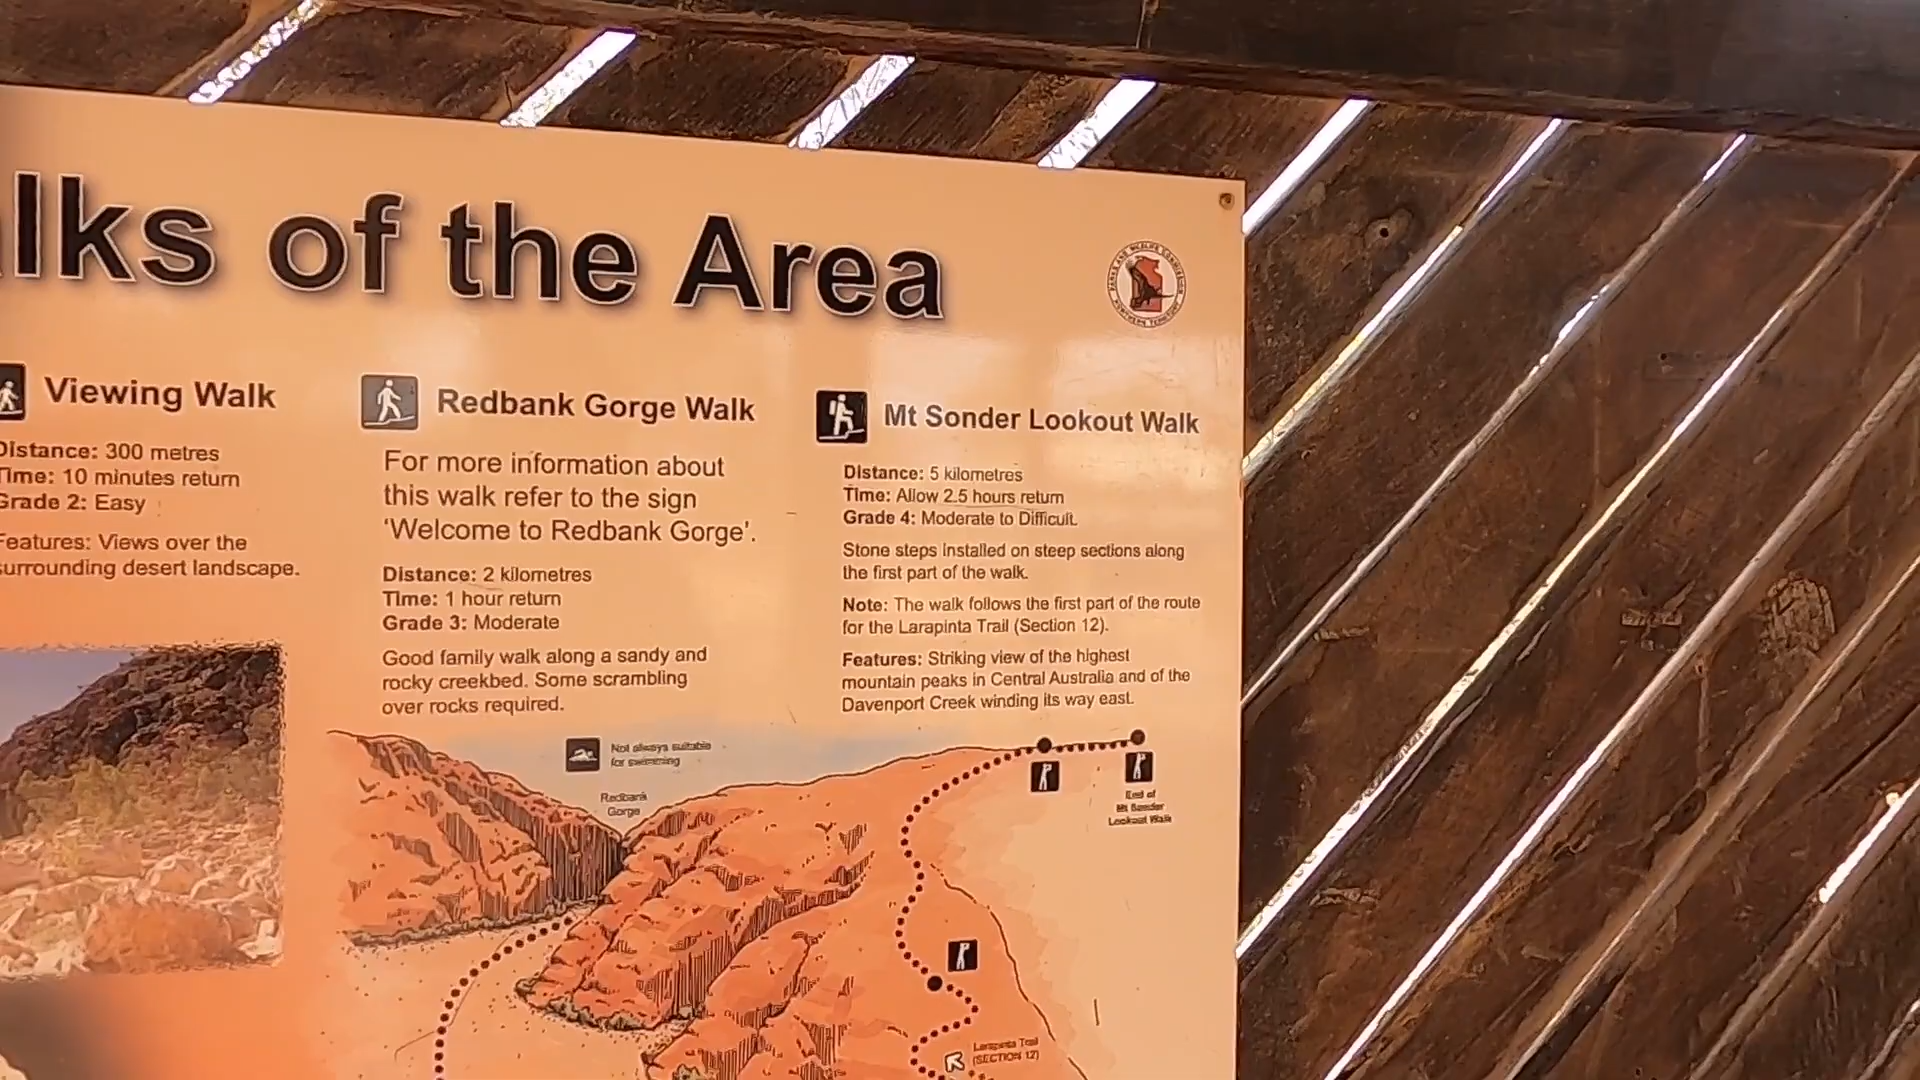 lks of the Area
PARKS AND WILDLIFE COMMISSION
NORTHERN TERRITORY
Viewing Walk
Distance: 300 metres
Time: 10 minutes return
Grade 2: Easy
Features: Views over the
surrounding desert landscape.
Redbank Gorge Walk
For more information about
this walk refer to the sign
'Welcome to Redbank Gorge'.
Distance: 2 kilometres
Time: 1 hour return
Grade 3: Moderate
Good family walk along a sandy and
rocky creekbed. Some scrambling
over rocks required.
Mt Sonder Lookout Walk
Distance: 5 kilometres
Time: Allow 2.5 hours return
Grade 4: Moderate to Difficult.
Stone steps installed on steep sections along
the first part of the walk.
Note: The walk follows the first part of the route
for the Larapinta Trail (Section 12).
Features: Striking view of the highest
mountain peaks in Central Australia and of the
Davenport Creek winding its way east.
Not always suitable
for swimming
Redbank
Gorge
End of
Mt Sonder
Lookout Walk
Larapinta Trail
(SECTION 12)